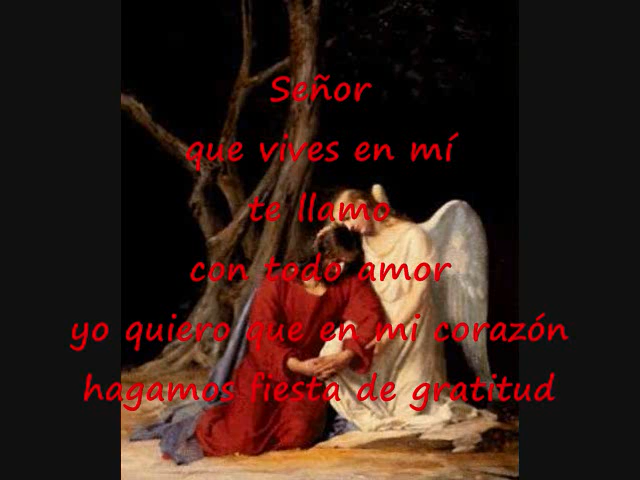 Señor
que vives en mí
te llamo
con todo amor
yo quiero que en mi corazón
hagamos fiesta de gratitud